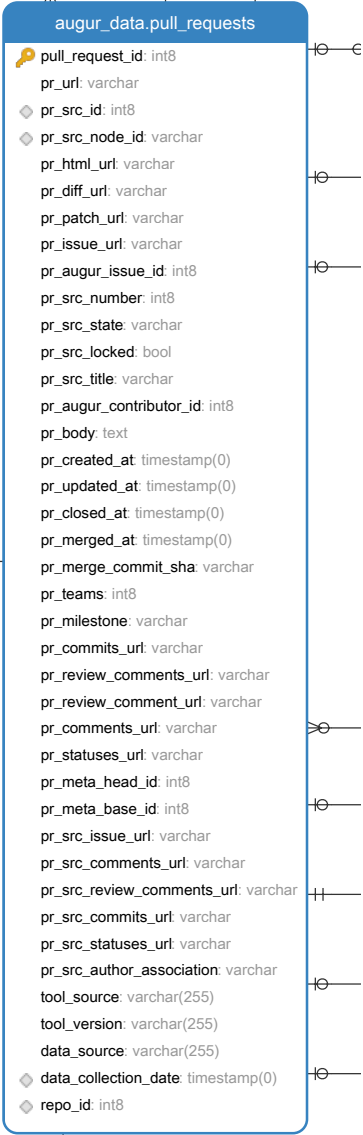 augur_data.pull_requests
pull_request_id: int8
pr_url: varchar
pr_src_id: int8
pr_src_node_id: varchar
pr_html_url: varchar
pr_diff_url: varchar
pr_patch_url: varchar
pr_issue_url: varchar
pr_augur_issue_id: int8
pr_src_number: int8
pr_src_state: varchar
pr_src_locked: bool
pr_src_title: varchar
pr_augur_contributor_id: int8
pr_body: text
pr_created_at: timestamp(0)
pr_updated_at: timestamp(0)
pr_closed_at: timestamp(0)
pr_merged_at: timestamp(0)
pr_merge_commit_sha: varchar
pr_teams: int8
pr_milestone: varchar
pr_commits_url: varchar
pr_review_comments_url: varchar
pr_review_comment_url: varchar
pr_comments_url: varchar
pr_statuses_url: varchar
pr_meta_head_id: int8
pr_meta_base_id: int8
pr_src_issue_url: varchar
pr_src_comments_url: varchar
pr_src_review_comments_url: varchar
pr_src_commits_url: varchar
pr_src_statuses_url: varchar
pr_src_author_association: varchar
tool_source: varchar(255)
tool_version: varchar(255)
data_source: varchar(255)
data_collection_date: timestamp(0)
repo_id: int8